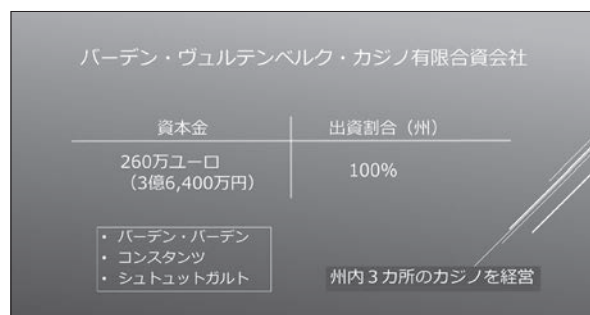 バーデン・ヴュルテンベルク・カジノ有限合資会社
資本金
出資割合（州）
260万ユーロ
（3億6,400万円）
100%
• バーデン・バーデン
• コンスタンツ
• シュトュットガルト
州内３カ所のカジノを経営